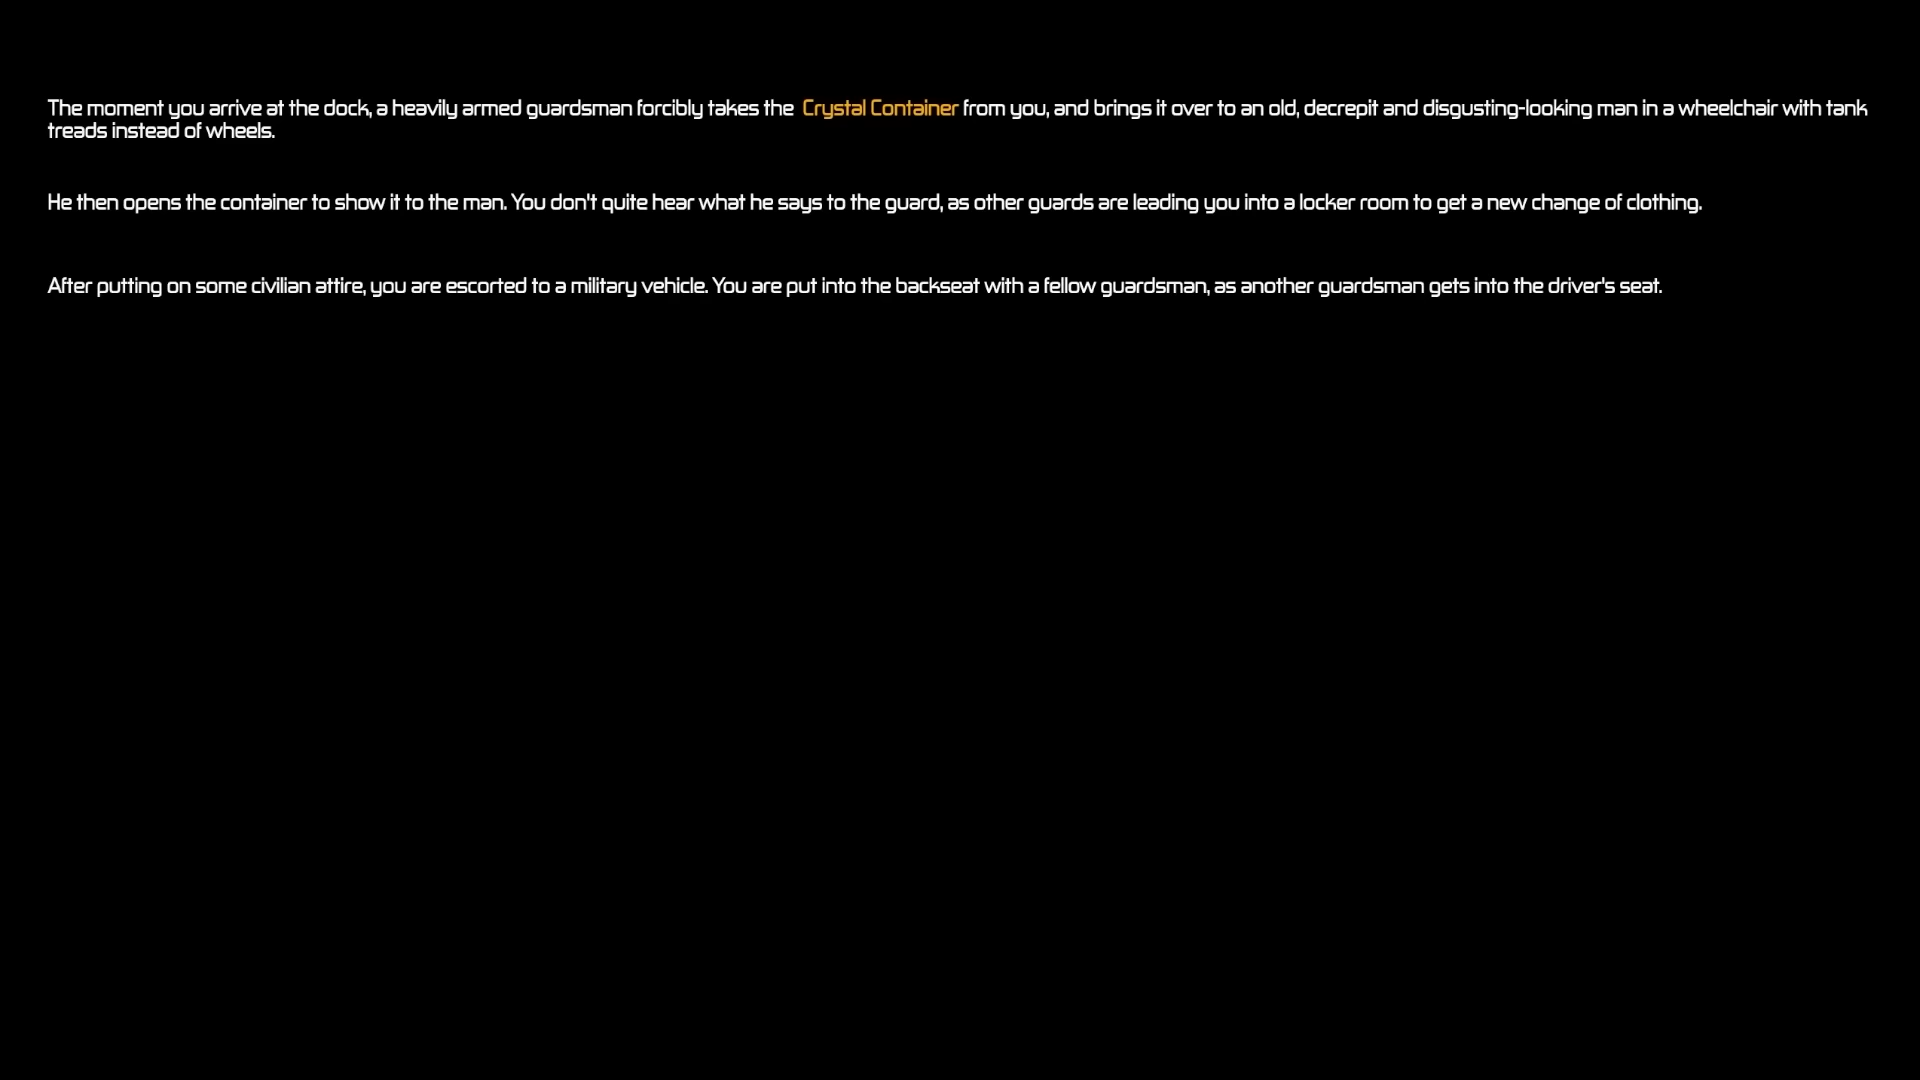 The moment you arrive at the dock, a heavily armed guardsman forcibly takes the Crystal Container from you, and brings it over to an old, decrepit and disgusting-looking man in a wheelchair with tank
treads instead of wheels.
He then opens the container to show it to the man. You don't quite hear what he says to the guard, as other guards are leading you into a locker room to get a new change of clothing.
After putting on some civilian attire, you are escorted to a military vehicle. You are put into the backseat with a fellow guardsman, as another guardsman gets into the driver's seat.